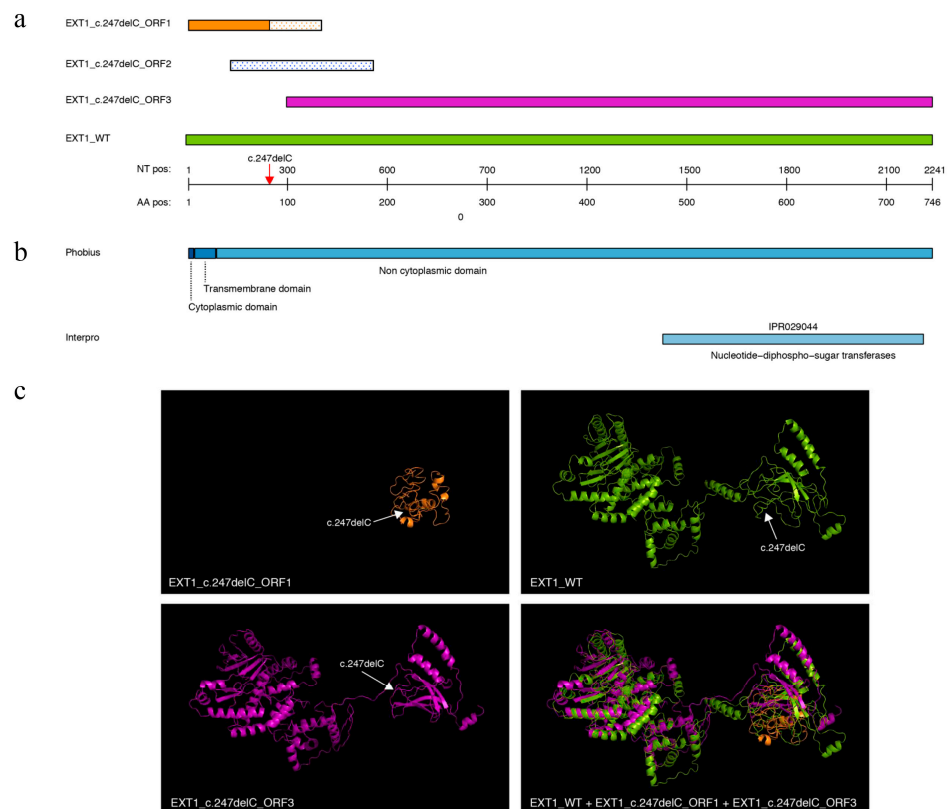 a
EXT1_c.247delC_ORF1
EXT1_c.247delC_ORF2
EXT1_c.247delC_ORF3
EXT1_WT
c.247delC
NT pos: 1 300 600 700 1200 1500 1800 2100 2241
AA pos: 1 100 200 300 400 500 600 700 746
0
b
Phobius
Non cytoplasmic domain
Transmembrane domain
Cytoplasmic domain
IPR029044
Interpro
Nucleotide-diphospho-sugar transferases
c
c.247delC
EXT1_c.247delC_ORF1
c.247delC
EXT1_WT
c.247delC
EXT1_c.247delC_ORF3
EXT1_WT + EXT1_c.247delC_ORF1 + EXT1_c.247delC_ORF3